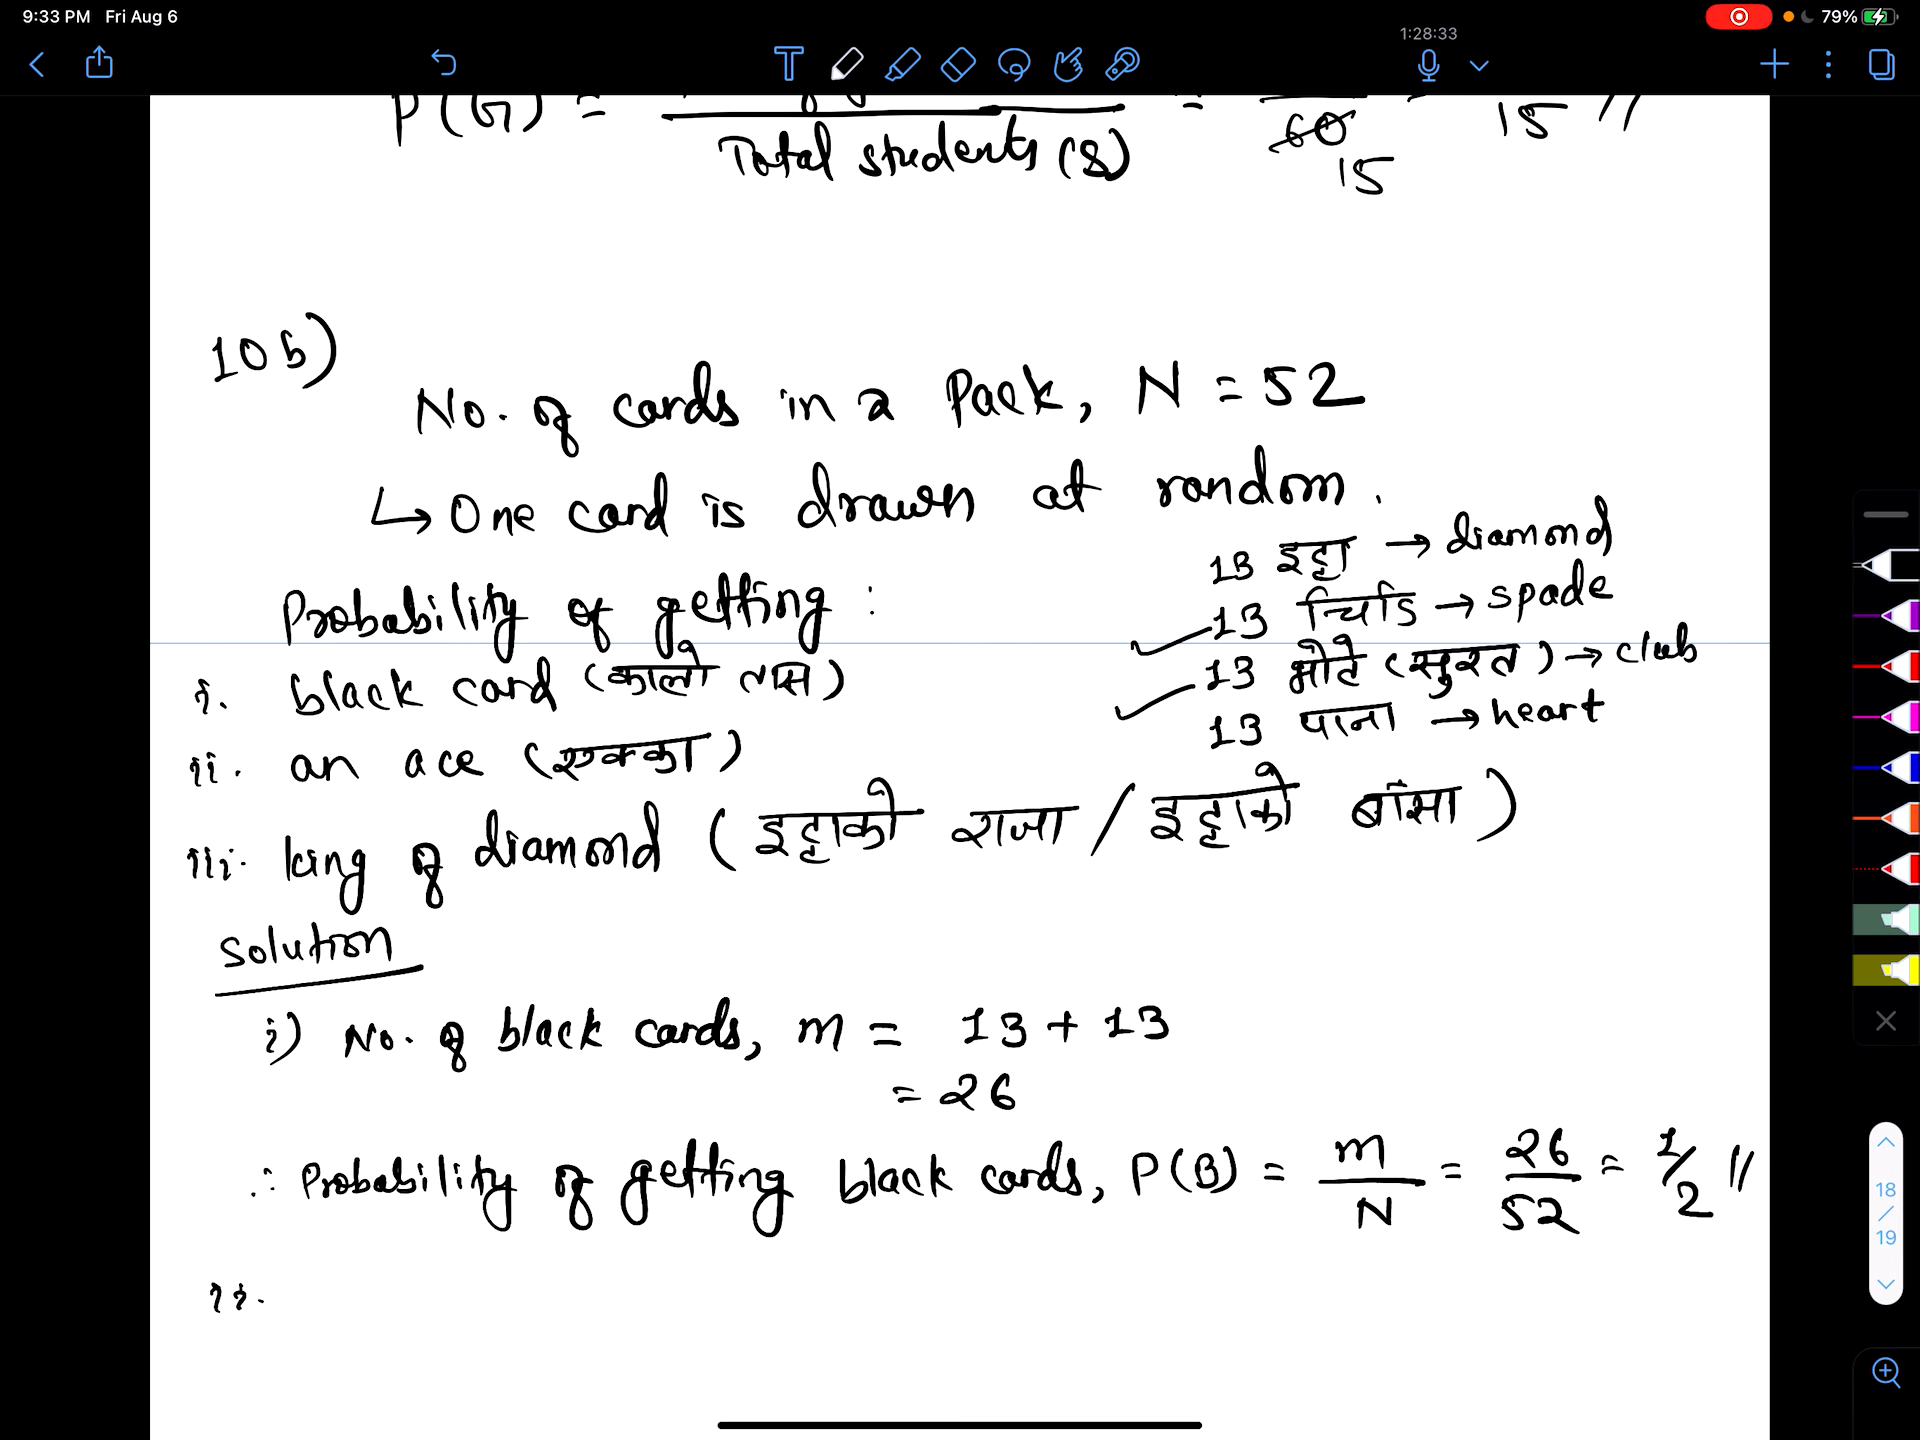 9:33 PM Fri Aug 6
79%
1:28:33
P(G) = = 
Total students (S) 60 15 //
15
10 b)
No. of cards in a Pack, N = 52
↳ One card is drawn at random.
13 इट्टा → diamond
Probability of getting :
13 चिडि → spade
i. black card (कालो तास)
13 भोटे (सुरत) → club
13 पाना → heart
ii. an ace (एक्का)
iii. king of diamond (इट्टाको राजा / इट्टाको बाँसा)
Solution
i) No. of black cards, m = 13 + 13
= 26
∴ Probability of getting black cards, P(B) = m/N = 26/52 = 1/2 //
ii.
18
/
19